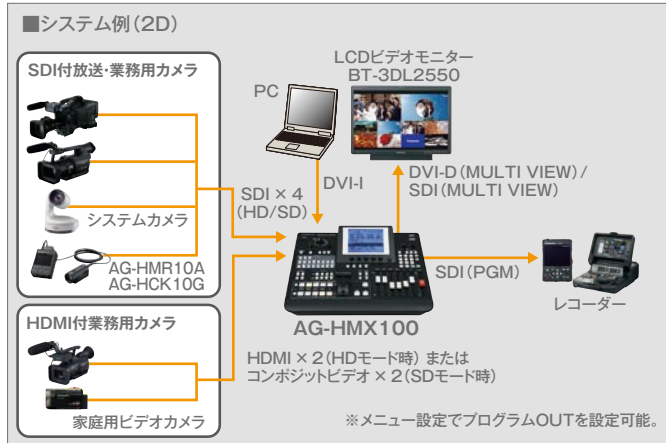 ■システム例(2D)
SDI付放送・業務用カメラ
システムカメラ
AG-HMR10A
AG-HCK10G
HDMI付業務用カメラ
家庭用ビデオカメラ
PC
LCDビデオモニター
BT-3DL2550
DVI-I
SDI × 4
(HD/SD)
DVI-D(MULTI VIEW)/
SDI(MULTI VIEW)
AG-HMX100
SDI(PGM)
レコーダー
HDMI × 2(HDモード時) または
コンポジットビデオ × 2(SDモード時)
※メニュー設定でプログラムOUTを設定可能。